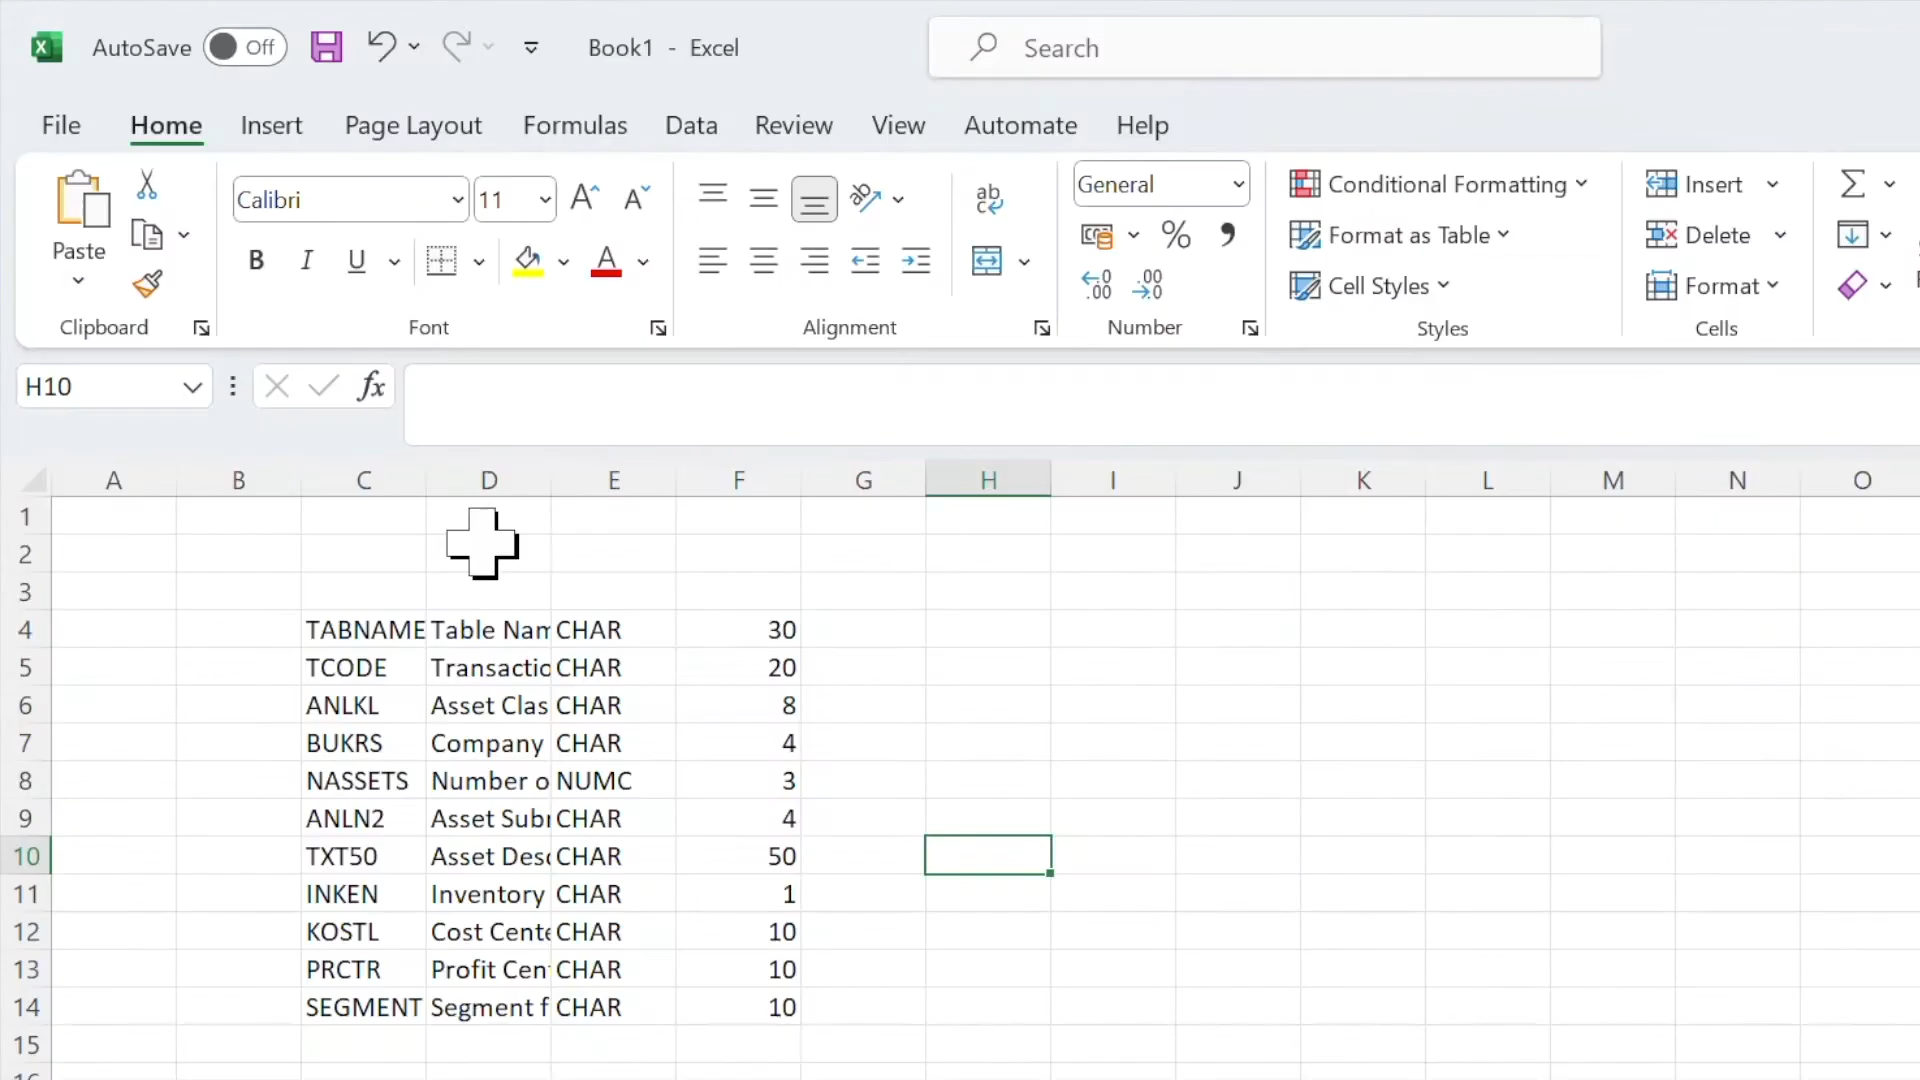 AutoSave Off Book1 - Excel Search
File Home Insert Page Layout Formulas Data Review View Automate Help
Paste
Calibri 11
B I U A
ab
General
% 9
Conditional Formatting
Format as Table
Cell Styles
Insert
Delete
Format
Clipboard Font Alignment Number Styles Cells
H10 fx
A B C D E F G H I J K L M N O
1
2
3
4 TABNAME Table Nam CHAR 30
5 TCODE Transactio CHAR 20
6 ANLKL Asset Clas CHAR 8
7 BUKRS Company CHAR 4
8 NASSETS Number o NUMC 3
9 ANLN2 Asset Sub CHAR 4
10 TXT50 Asset Desc CHAR 50
11 INKEN Inventory CHAR 1
12 KOSTL Cost Cente CHAR 10
13 PRCTR Profit Cen CHAR 10
14 SEGMENT Segment f CHAR 10
15